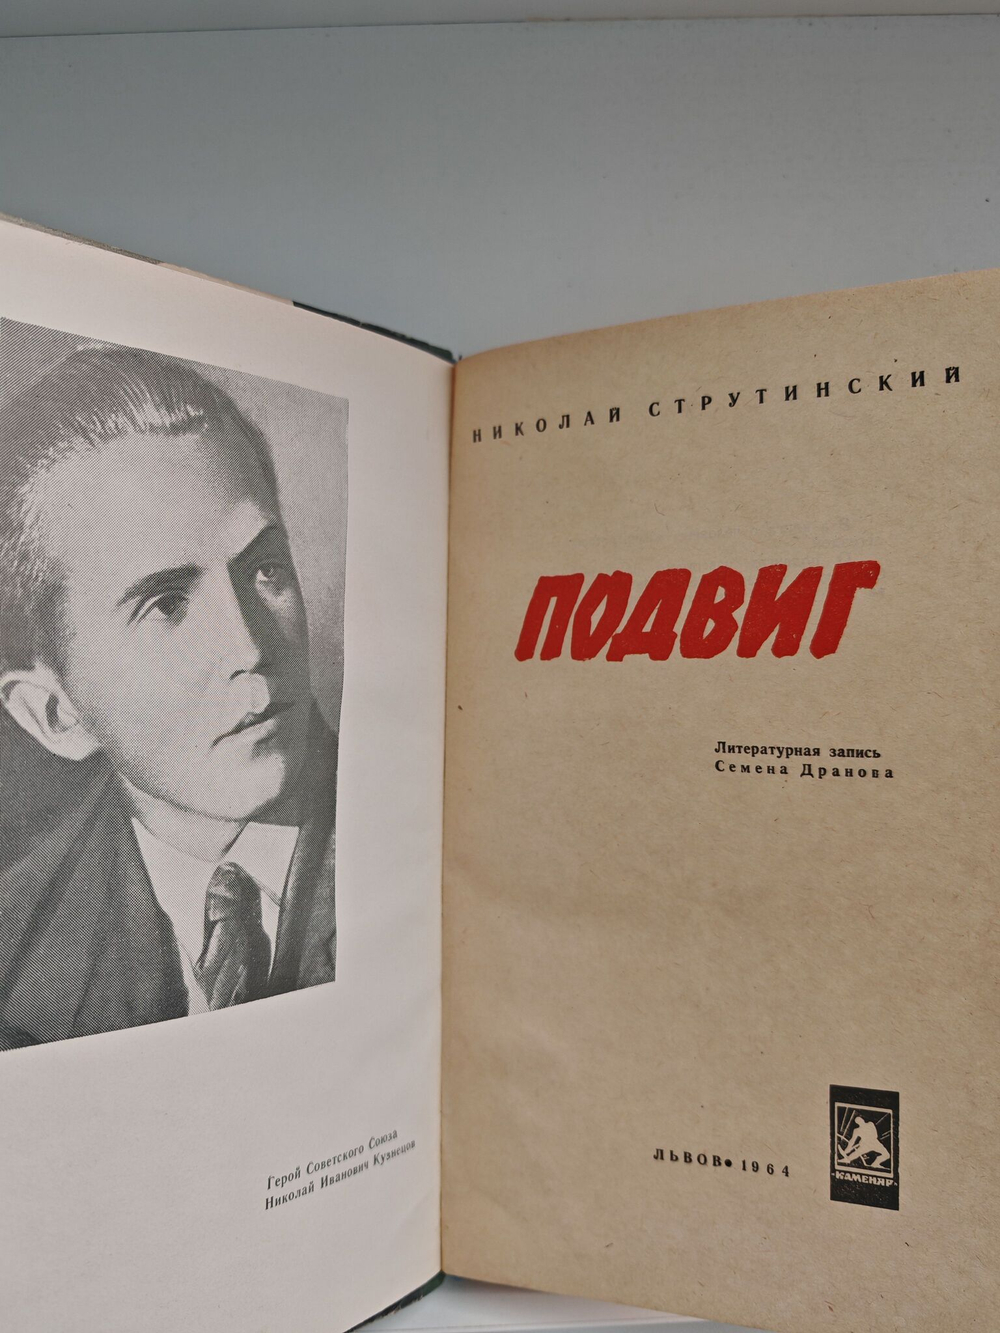 Герой Советского Союза
Николай Иванович Кузнецов
НИКОЛАЙ СТРУТИНСКИЙ
ПОДВИГ
Литературная запись
Семена Дранова
ЛЬВОВ • 1964
КАМЕНЯР